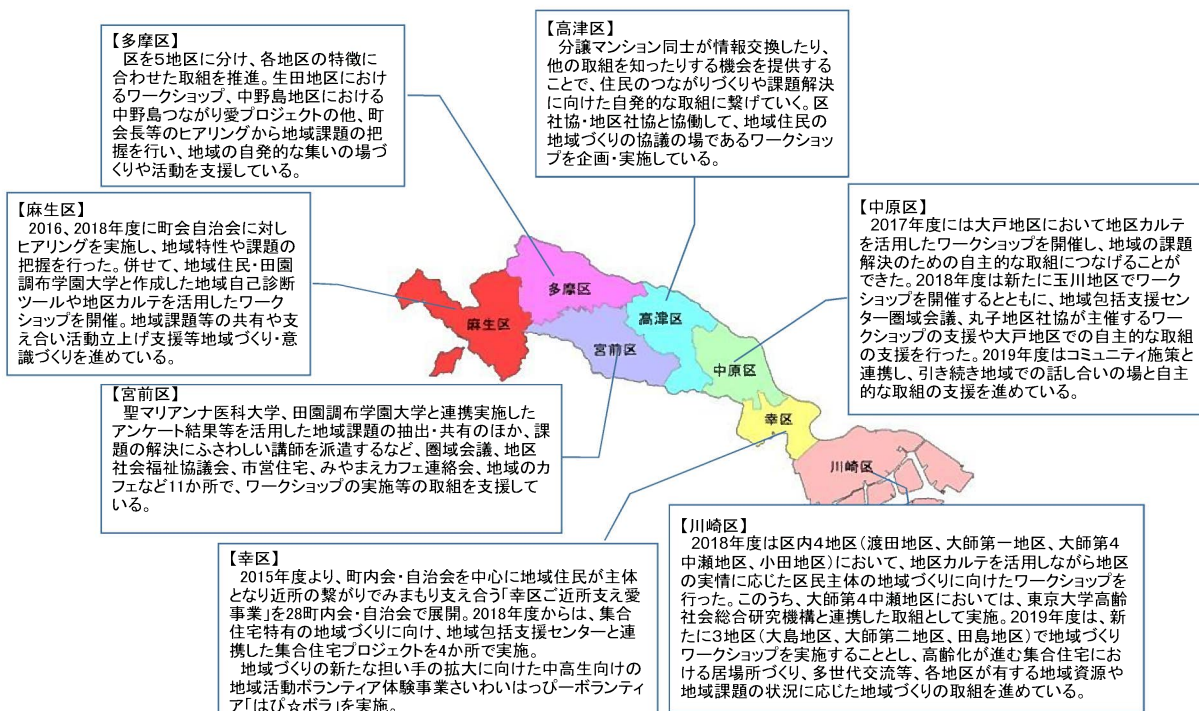 【多摩区】
区を5地区に分け、各地区の特徴に
合わせた取組を推進。生田地区におけ
るワークショップ、中野島地区における
中野島つながり愛プロジェクトの他、町
会長等のヒアリングから地域課題の把
握を行い、地域の自発的な集いの場づ
くりや活動を支援している。
【高津区】
分譲マンション同士が情報交換したり、
他の取組を知ったりする機会を提供する
ことで、住民のつながりづくりや課題解決
に向けた自発的な取組に繋げていく。区
社協・地区社協と協働して、地域住民の
地域づくりの協議の場であるワークショッ
プを企画・実施している。
【麻生区】
2016、2018年度に町会自治会に対し
ヒアリングを実施し、地域特性や課題の
把握を行った。併せて、地域住民・田園
調布学園大学と作成した地域自己診断
ツールや地区カルテを活用したワーク
ショップを開催。地域課題等の共有や支
え合い活動立上げ支援等地域づくり・意
識づくりを進めている。
【中原区】
2017年度には大戸地区において地区カルテ
を活用したワークショップを開催し、地域の課題
解決のための自主的な取組につなげることが
できた。2018年度は新たに玉川地区でワーク
ショップを開催するとともに、地域包括支援セン
ター圏域会議、丸子地区社協が主催するワー
クショップの支援や大戸地区での自主的な取組
の支援を行った。2019年度はコミュニティ施策と
連携し、引き続き地域での話し合いの場と自主
的な取組の支援を進めている。
多摩区
麻生区
高津区
宮前区
中原区
幸区
川崎区
【宮前区】
聖マリアンナ医科大学、田園調布学園大学と連携実施した
アンケート結果等を活用した地域課題の抽出・共有のほか、課
題の解決にふさわしい講師を派遣するなど、圏域会議、地区
社会福祉協議会、市営住宅、みやまえカフェ連絡会、地域のカ
フェなど11か所で、ワークショップの実施等の取組を支援して
いる。
【幸区】
2015年度より、町内会・自治会を中心に地域住民が主体
となり近所の繋がりでみまもり支え合う「幸区ご近所支え愛
事業」を28町内会・自治会で展開。2018年度からは、集合
住宅特有の地域づくりに向け、地域包括支援センターと連
携した集合住宅プロジェクトを4か所で実施。
地域づくりの新たな担い手の拡大に向けた中高生向けの
地域活動ボランティア体験事業さいわいはっぴーボランティ
ア「はぴ☆ボラ」を実施。
【川崎区】
2018年度は区内4地区(渡田地区、大師第一地区、大師第4
中瀬地区、小田地区)において、地区カルテを活用しながら地区
の実情に応じた区民主体の地域づくりに向けたワークショップを
行った。このうち、大師第4中瀬地区においては、東京大学高齢
社会総合研究機構と連携した取組として実施。2019年度は、新
たに3地区(大島地区、大師第二地区、田島地区)で地域づくり
ワークショップを実施することとし、高齢化が進む集合住宅にお
ける居場所づくり、多世代交流等、各地区が有する地域資源や
地域課題の状況に応じた地域づくりの取組を進めている。